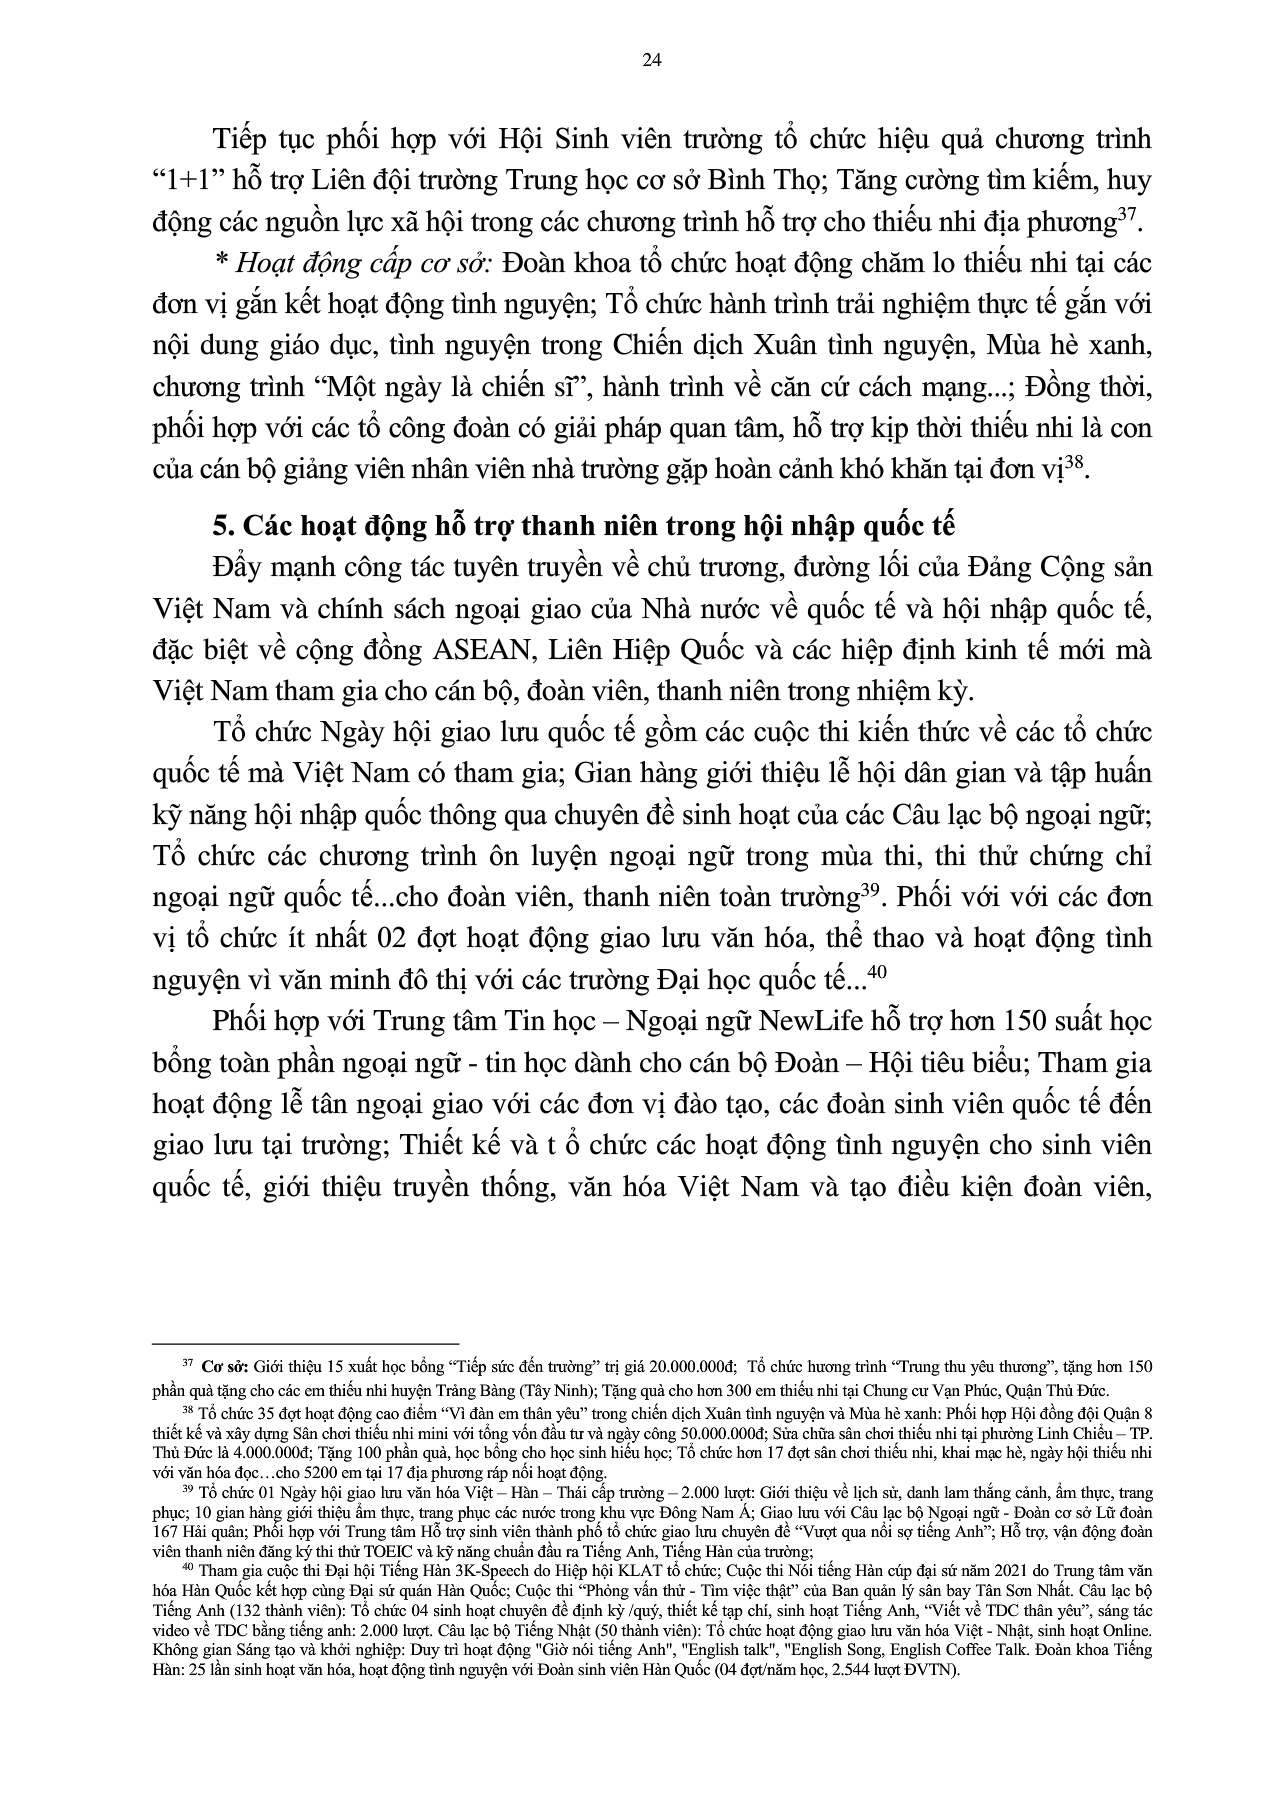 24
Tiếp tục phối hợp với Hội Sinh viên trường tổ chức hiệu quả chương trình
“1+1” hỗ trợ Liên đội trường Trung học cơ sở Bình Thọ; Tăng cường tìm kiếm, huy
động các nguồn lực xã hội trong các chương trình hỗ trợ cho thiếu nhi địa phương37.
* Hoạt động cấp cơ sở: Đoàn khoa tổ chức hoạt động chăm lo thiếu nhi tại các
đơn vị gắn kết hoạt động tình nguyện; Tổ chức hành trình trải nghiệm thực tế gắn với
nội dung giáo dục, tình nguyện trong Chiến dịch Xuân tình nguyện, Mùa hè xanh,
chương trình “Một ngày là chiến sĩ”, hành trình về căn cứ cách mạng...; Đồng thời,
phối hợp với các tổ công đoàn có giải pháp quan tâm, hỗ trợ kịp thời thiếu nhi là con
của cán bộ giảng viên nhân viên nhà trường gặp hoàn cảnh khó khăn tại đơn vị38.
5. Các hoạt động hỗ trợ thanh niên trong hội nhập quốc tế
Đẩy mạnh công tác tuyên truyền về chủ trương, đường lối của Đảng Cộng sản
Việt Nam và chính sách ngoại giao của Nhà nước về quốc tế và hội nhập quốc tế,
đặc biệt về cộng đồng ASEAN, Liên Hiệp Quốc và các hiệp định kinh tế mới mà
Việt Nam tham gia cho cán bộ, đoàn viên, thanh niên trong nhiệm kỳ.
Tổ chức Ngày hội giao lưu quốc tế gồm các cuộc thi kiến thức về các tổ chức
quốc tế mà Việt Nam có tham gia; Gian hàng giới thiệu lễ hội dân gian và tập huấn
kỹ năng hội nhập quốc thông qua chuyên đề sinh hoạt của các Câu lạc bộ ngoại ngữ;
Tổ chức các chương trình ôn luyện ngoại ngữ trong mùa thi, thi thử chứng chỉ
ngoại ngữ quốc tế...cho đoàn viên, thanh niên toàn trường39. Phối với với các đơn
vị tổ chức ít nhất 02 đợt hoạt động giao lưu văn hóa, thể thao và hoạt động tình
nguyện vì văn minh đô thị với các trường Đại học quốc tế...40
Phối hợp với Trung tâm Tin học – Ngoại ngữ NewLife hỗ trợ hơn 150 suất học
bổng toàn phần ngoại ngữ - tin học dành cho cán bộ Đoàn – Hội tiêu biểu; Tham gia
hoạt động lễ tân ngoại giao với các đơn vị đào tạo, các đoàn sinh viên quốc tế đến
giao lưu tại trường; Thiết kế và t ổ chức các hoạt động tình nguyện cho sinh viên
quốc tế, giới thiệu truyền thống, văn hóa Việt Nam và tạo điều kiện đoàn viên,
37 Cơ sở: Giới thiệu 15 xuất học bổng “Tiếp sức đến trường” trị giá 20.000.000đ; Tổ chức hương trình “Trung thu yêu thương”, tặng hơn 150
phần quà tặng cho các em thiếu nhi huyện Trảng Bàng (Tây Ninh); Tặng quà cho hơn 300 em thiếu nhi tại Chung cư Vạn Phúc, Quận Thủ Đức.
38 Tổ chức 35 đợt hoạt động cao điểm “Vì đàn em thân yêu” trong chiến dịch Xuân tình nguyện và Mùa hè xanh: Phối hợp Hội đồng đội Quận 8
thiết kế và xây dựng Sân chơi thiếu nhi mini với tổng vốn đầu tư và ngày công 50.000.000đ; Sửa chữa sân chơi thiếu nhi tại phường Linh Chiểu – TP.
Thủ Đức là 4.000.000đ; Tặng 100 phần quà, học bổng cho học sinh hiếu học; Tổ chức hơn 17 đợt sân chơi thiếu nhi, khai mạc hè, ngày hội thiếu nhi
với văn hóa đọc…cho 5200 em tại 17 địa phương ráp nối hoạt động.
39 Tổ chức 01 Ngày hội giao lưu văn hóa Việt – Hàn – Thái cấp trường – 2.000 lượt: Giới thiệu về lịch sử, danh lam thắng cảnh, ẩm thực, trang
phục; 10 gian hàng giới thiệu ẩm thực, trang phục các nước trong khu vực Đông Nam Á; Giao lưu với Câu lạc bộ Ngoại ngữ - Đoàn cơ sở Lữ đoàn
167 Hải quân; Phối hợp với Trung tâm Hỗ trợ sinh viên thành phố tổ chức giao lưu chuyên đề “Vượt qua nổi sợ tiếng Anh”; Hỗ trợ, vận động đoàn
viên thanh niên đăng ký thi thử TOEIC và kỹ năng chuẩn đầu ra Tiếng Anh, Tiếng Hàn của trường;
40 Tham gia cuộc thi Đại hội Tiếng Hàn 3K-Speech do Hiệp hội KLAT tổ chức; Cuộc thi Nói tiếng Hàn cúp đại sứ năm 2021 do Trung tâm văn
hóa Hàn Quốc kết hợp cùng Đại sứ quán Hàn Quốc; Cuộc thi “Phỏng vấn thử - Tìm việc thật” của Ban quản lý sân bay Tân Sơn Nhất. Câu lạc bộ
Tiếng Anh (132 thành viên): Tổ chức 04 sinh hoạt chuyên đề định kỳ /quý, thiết kế tạp chí, sinh hoạt Tiếng Anh, “Viết về TDC thân yêu”, sáng tác
video về TDC bằng tiếng anh: 2.000 lượt. Câu lạc bộ Tiếng Nhật (50 thành viên): Tổ chức hoạt động giao lưu văn hóa Việt - Nhật, sinh hoạt Online.
Không gian Sáng tạo và khởi nghiệp: Duy trì hoạt động "Giờ nói tiếng Anh", "English talk", "English Song, English Coffee Talk. Đoàn khoa Tiếng
Hàn: 25 lần sinh hoạt văn hóa, hoạt động tình nguyện với Đoàn sinh viên Hàn Quốc (04 đợt/năm học, 2.544 lượt ĐVTN).